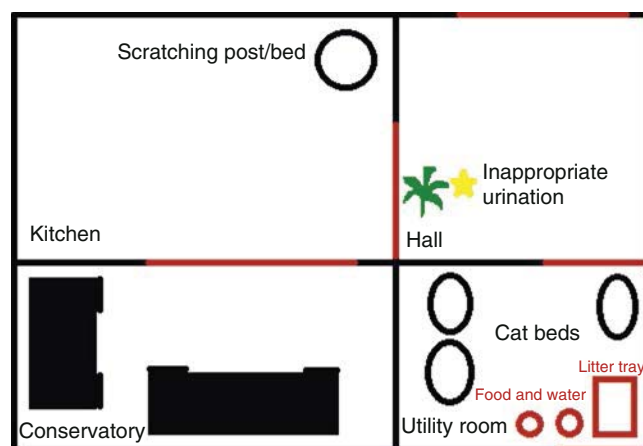 Scratching post/bed
Inappropriate
urination
Kitchen
Hall
Cat beds
Litter tray
Food and water
Conservatory
Utility room